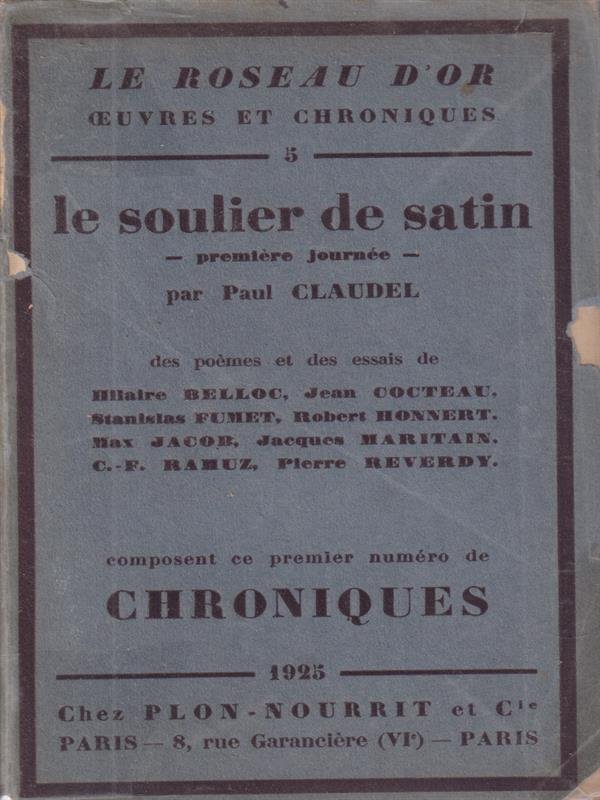 LE ROSEAU D'OR
ŒUVRES ET CHRONIQUES
5
le soulier de satin
— première journée —
par Paul CLAUDEL
des poèmes et des essais de
Hilaire BELLOC, Jean COCTEAU,
Stanislas FUMET, Robert HONNERT.
Max JACOB, Jacques MARITAIN.
C.-F. RAMUZ, Pierre REVERDY.
composent ce premier numéro de
CHRONIQUES
1925
Chez PLON-NOURRIT et Cie
PARIS — 8, rue Garancière (VIe) — PARIS